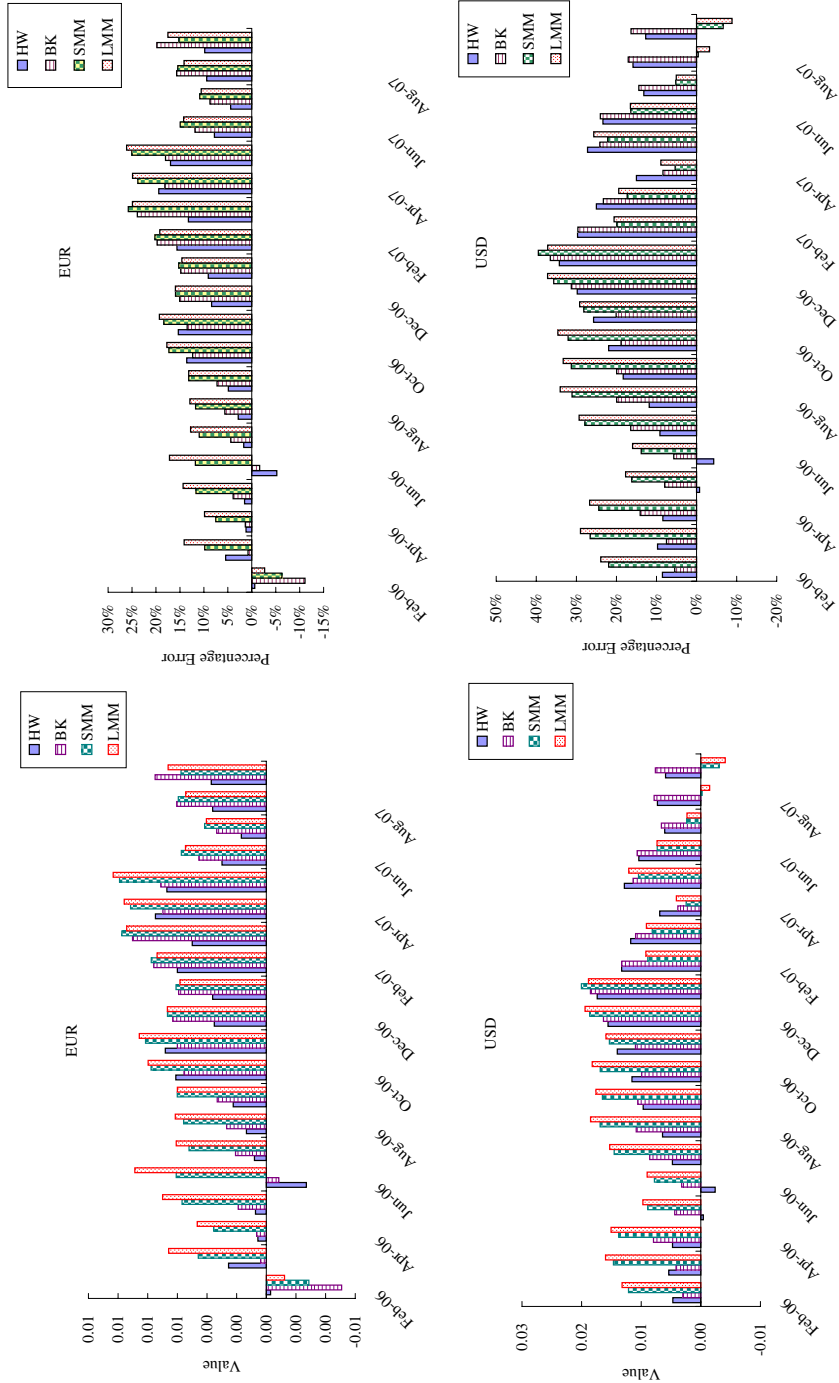 EUR
0.01
0.01
0.01
0.01
0.00
0.00
0.00
0.00
0.00
-0.01
Value
Feb-06
Apr-06
Jun-06
Aug-06
Oct-06
Dec-06
Feb-07
Apr-07
Jun-07
Aug-07
HW
BK
SMM
LMM
EUR
30%
25%
20%
15%
10%
5%
0%
-5%
-10%
-15%
Percentage Error
Feb-06
Apr-06
Jun-06
Aug-06
Oct-06
Dec-06
Feb-07
Apr-07
Jun-07
Aug-07
HW
BK
SMM
LMM
USD
0.03
0.02
0.01
0.00
-0.01
Value
Feb-06
Apr-06
Jun-06
Aug-06
Oct-06
Dec-06
Feb-07
Apr-07
Jun-07
Aug-07
HW
BK
SMM
LMM
USD
50%
40%
30%
20%
10%
0%
-10%
-20%
Percentage Error
Feb-06
Apr-06
Jun-06
Aug-06
Oct-06
Dec-06
Feb-07
Apr-07
Jun-07
Aug-07
HW
BK
SMM
LMM